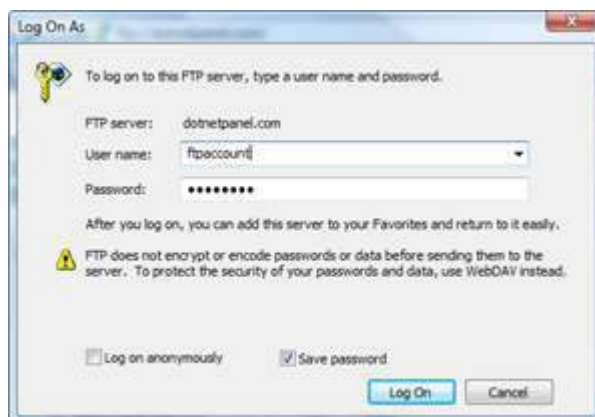 Log On As
To log on to this FTP server, type a user name and password.
FTP server: dotnetpanel.com
User name: ftpaccount
Password: ••••••••
After you log on, you can add this server to your Favorites and return to it easily.
FTP does not encrypt or encode passwords or data before sending them to the
server. To protect the security of your passwords and data, use WebDAV instead.
Log on anonymously Save password
Log On Cancel